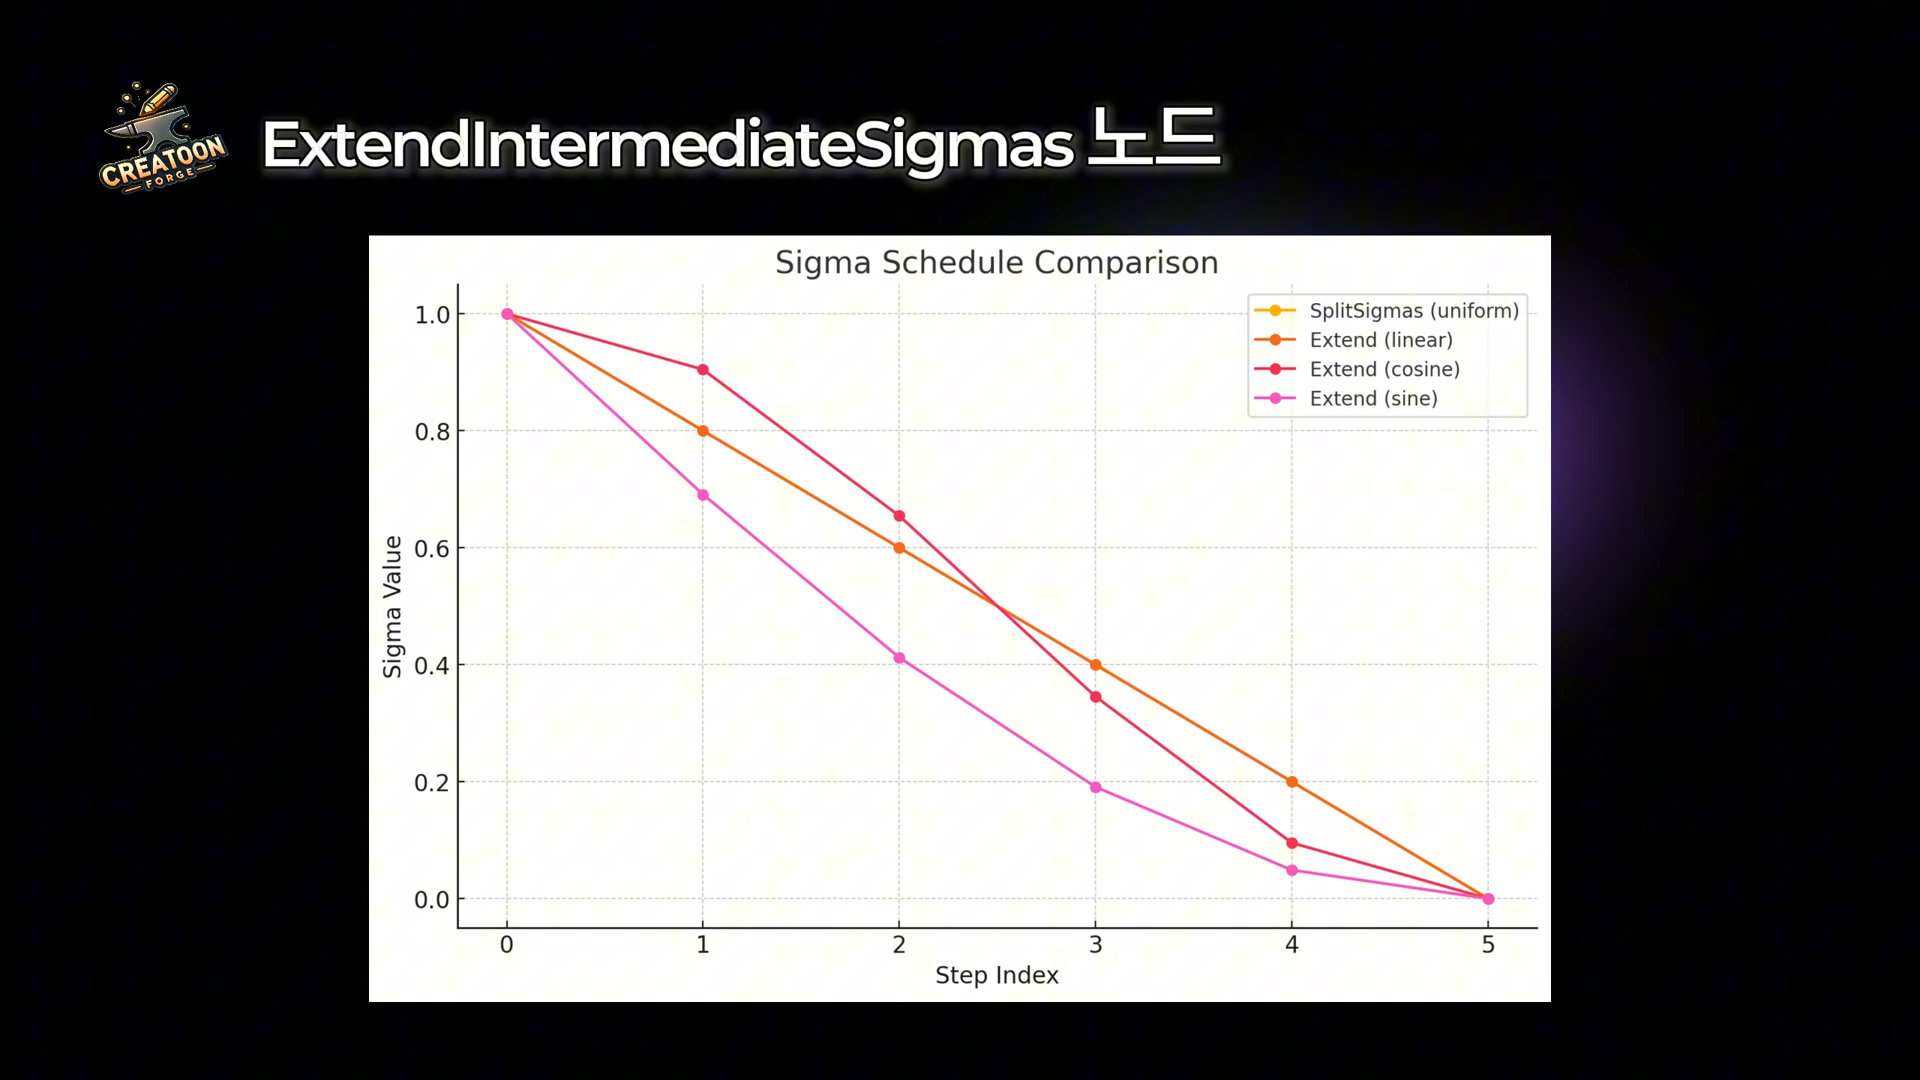 CREATOON
FORGE
ExtendIntermediateSigmas 노드
Sigma Schedule Comparison
SplitSigmas (uniform)
Extend (linear)
Extend (cosine)
Extend (sine)
1.0
0.8
0.6
0.4
0.2
0.0
Sigma Value
0 1 2 3 4 5
Step Index